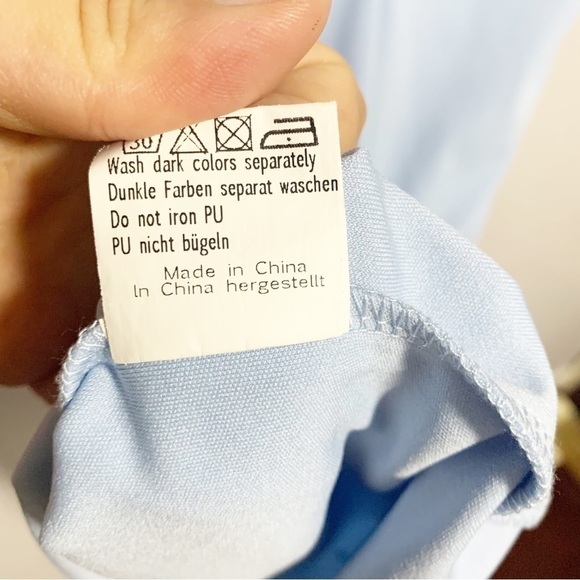 30
Wash dark colors separately
Dunkle Farben separat waschen
Do not iron PU
PU nicht bügeln
Made in China
In China hergestellt